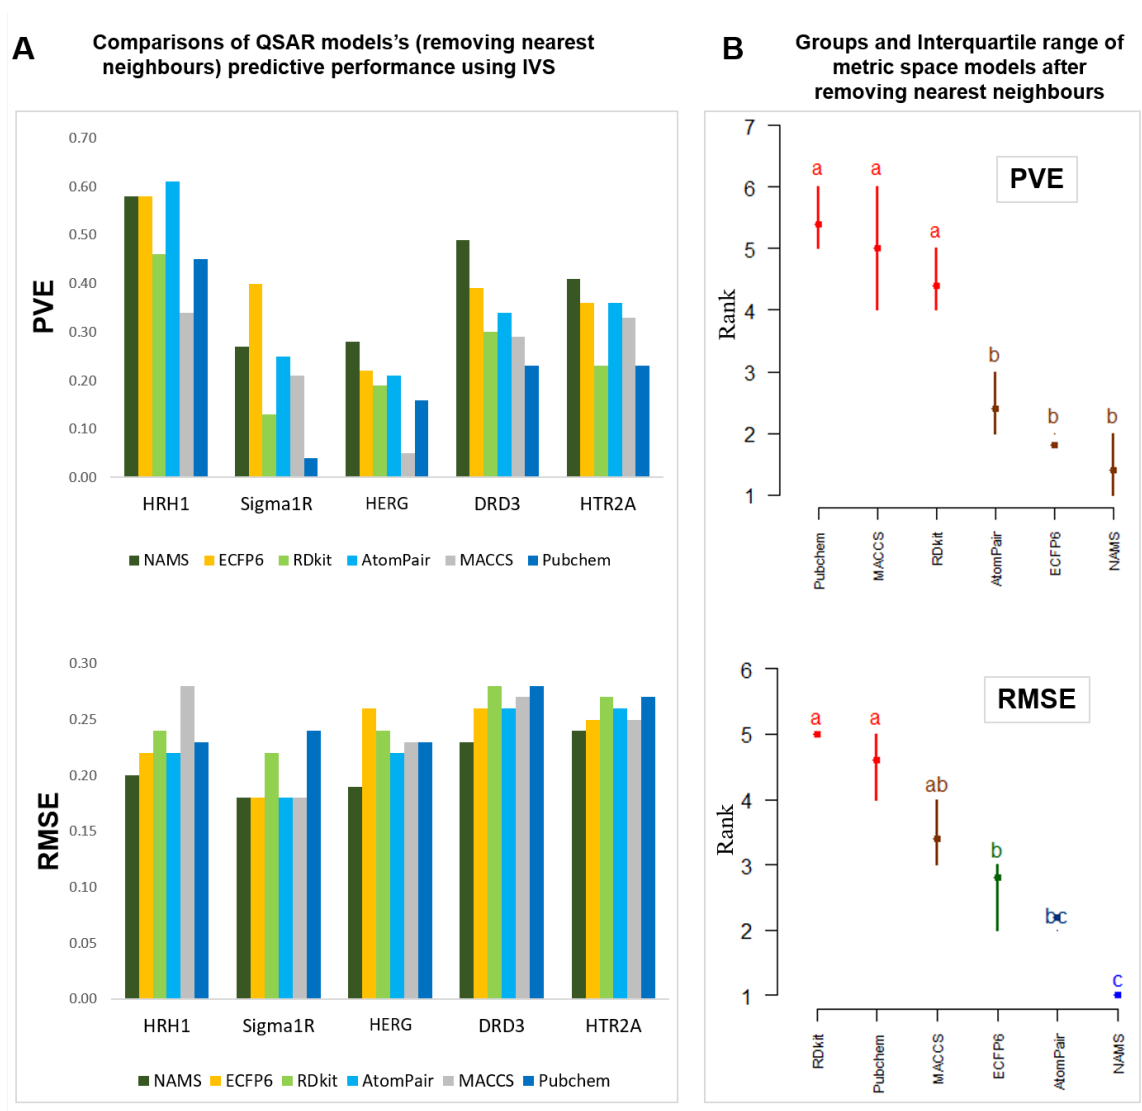 A
Comparisons of QSAR models's (removing nearest
neighbours) predictive performance using IVS
PVE
0.70
0.60
0.50
0.40
0.30
0.20
0.10
0.00
HRH1 Sigma1R HERG DRD3 HTR2A
NAMS ECFP6 RDkit AtomPair MACCS Pubchem
RMSE
0.30
0.25
0.20
0.15
0.10
0.05
0.00
HRH1 Sigma1R HERG DRD3 HTR2A
NAMS ECFP6 RDkit AtomPair MACCS Pubchem
B
Groups and Interquartile range of
metric space models after
removing nearest neighbours
PVE
Rank
7
6
5
4
3
2
1
a a a b b b
Pubchem MACCS RDkit AtomPair ECFP6 NAMS
RMSE
Rank
6
5
4
3
2
1
a a ab b bc c
RDkit Pubchem MACCS ECFP6 AtomPair NAMS